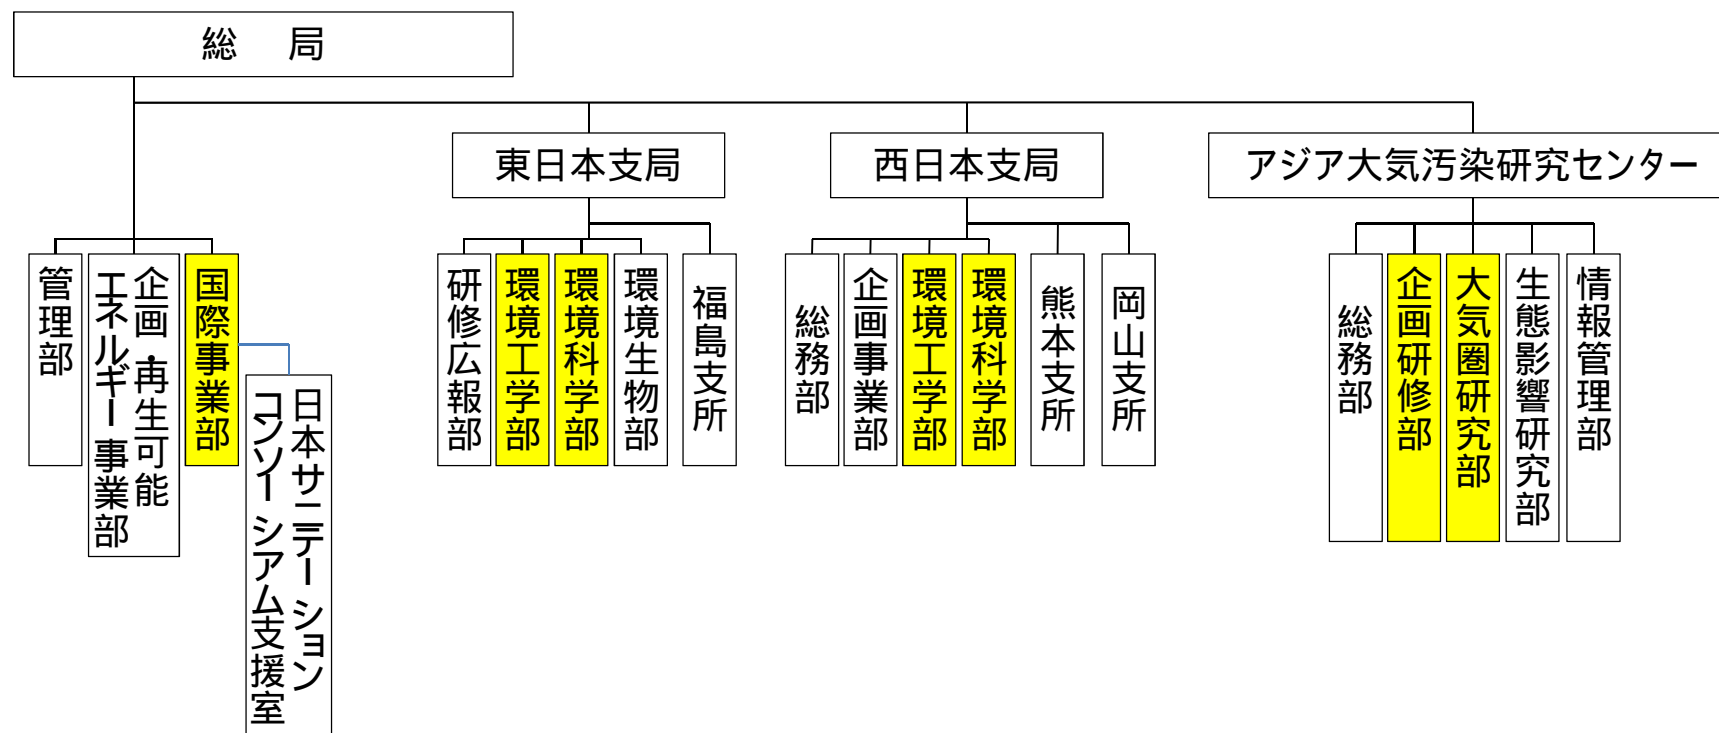 総　局
東日本支局
西日本支局
アジア大気汚染研究センター
管理部
企画・再生可能
エネルギー事業部
国際事業部
日本サニテーション
コンソーシアム支援室
研修広報部
環境工学部
環境科学部
環境生物部
福島支所
総務部
企画事業部
環境工学部
環境科学部
熊本支所
岡山支所
総務部
企画研修部
大気圏研究部
生態影響研究部
情報管理部